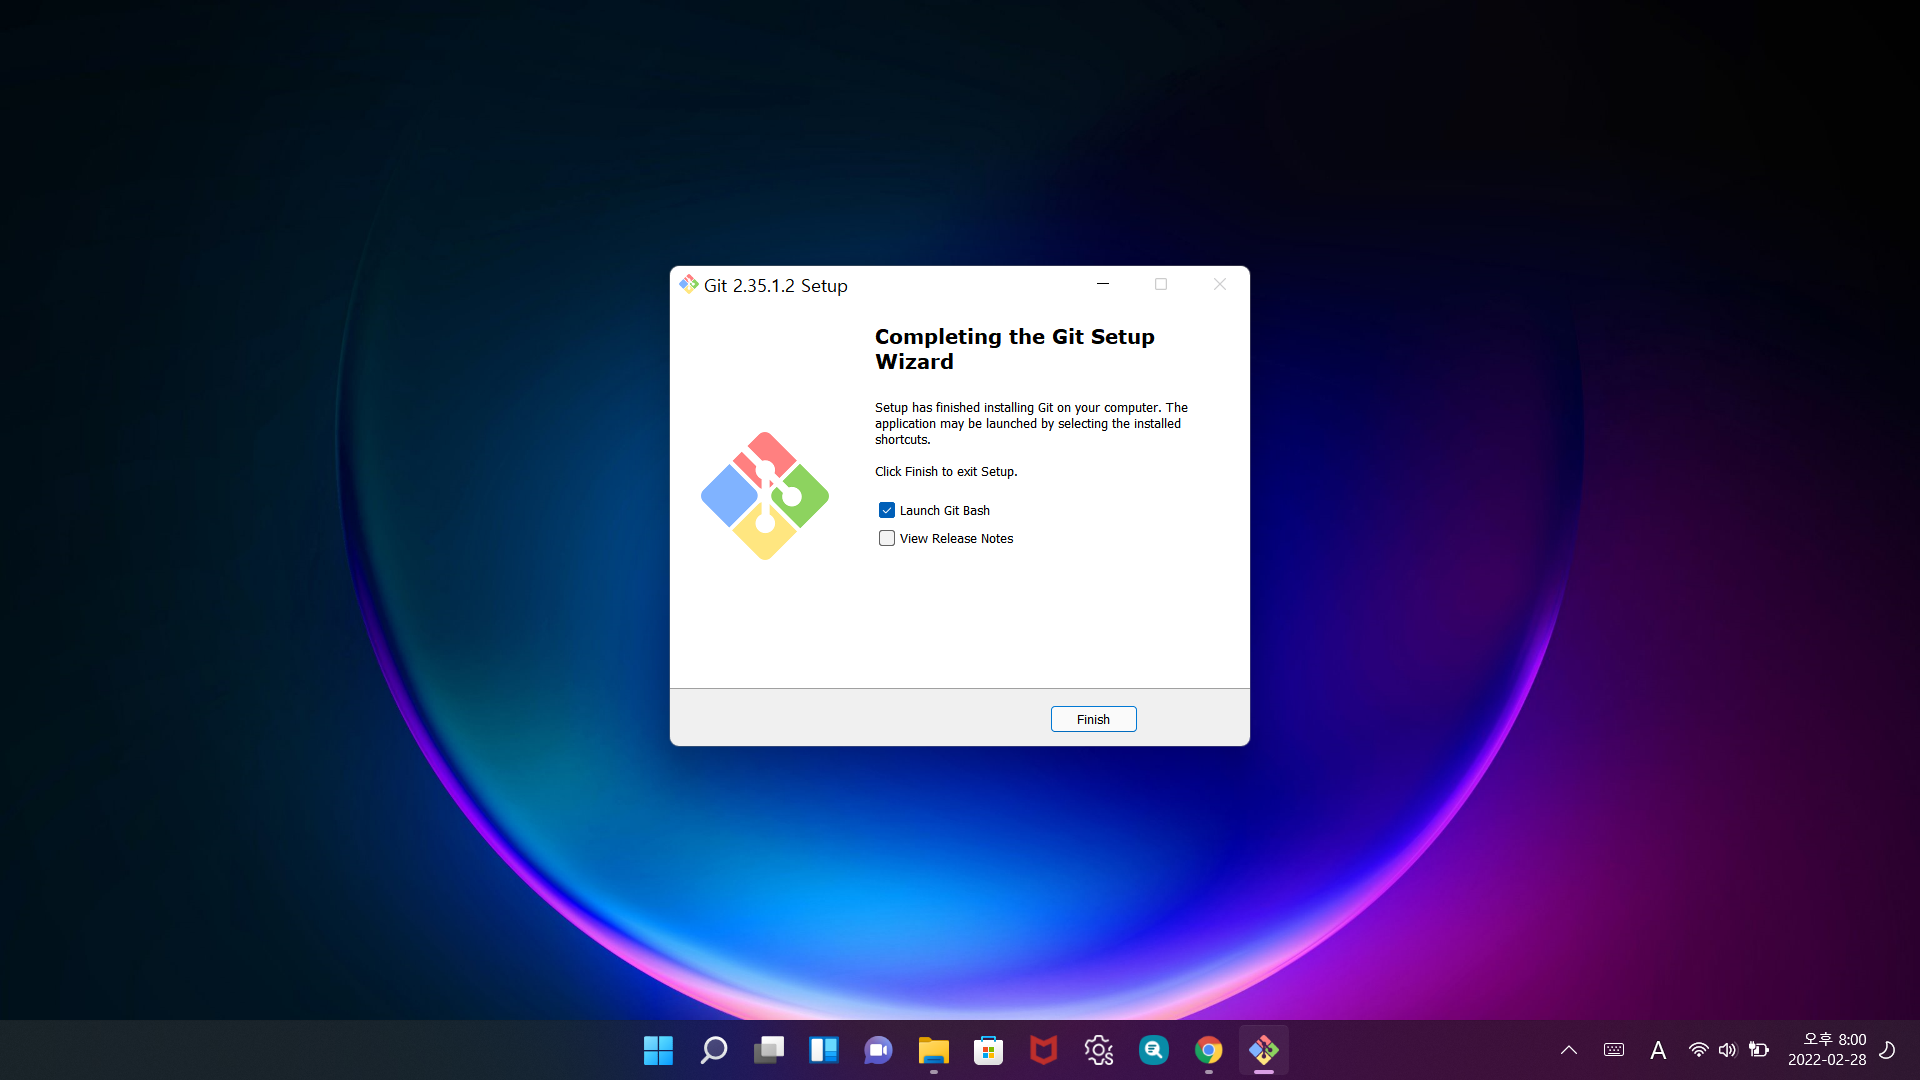 Git 2.35.1.2 Setup
Completing the Git Setup
Wizard
Setup has finished installing Git on your computer. The
application may be launched by selecting the installed
shortcuts.
Click Finish to exit Setup.
Launch Git Bash
View Release Notes
Finish
A
오후 8:00
2022-02-28